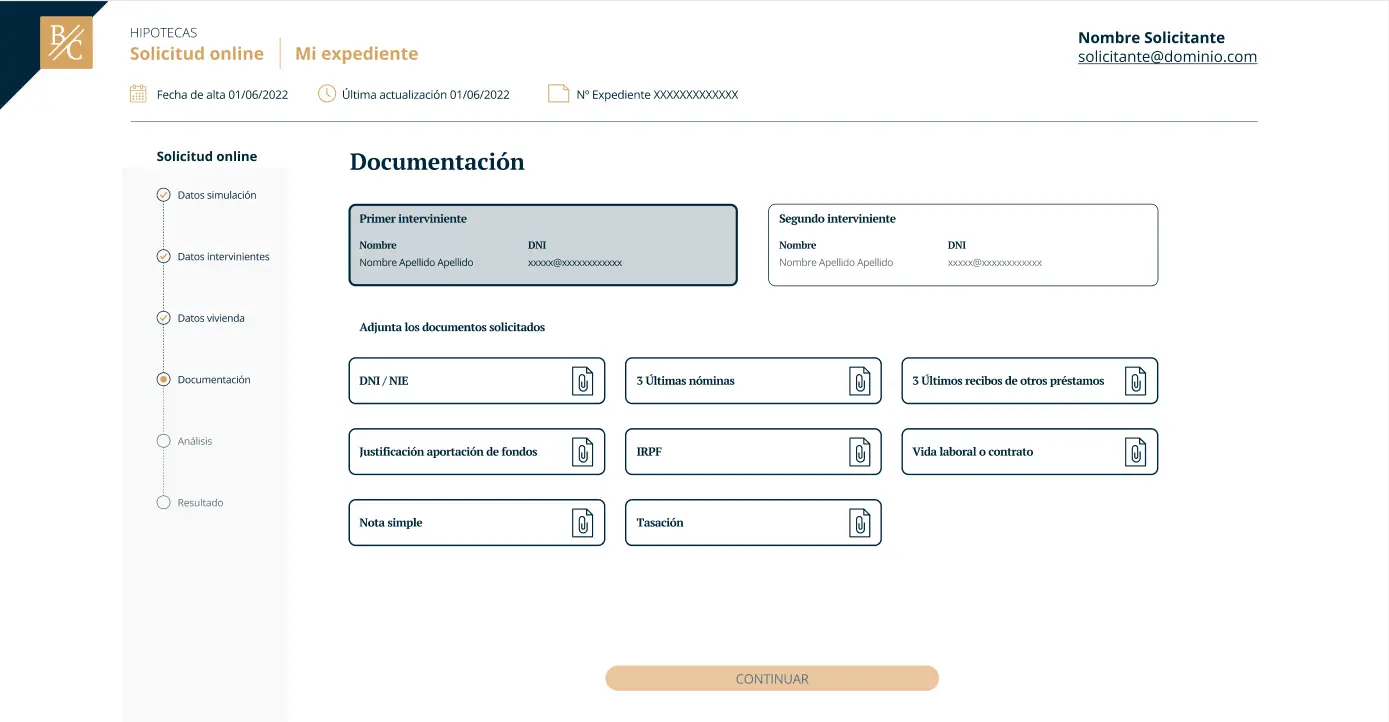 B/C
HIPOTECAS
Solicitud online
Mi expediente
Nombre Solicitante
solicitante@dominio.com
Fecha de alta 01/06/2022
Última actualización 01/06/2022
Nº Expediente XXXXXXXXXXXXX
Solicitud online
Datos simulación
Datos intervinientes
Datos vivienda
Documentación
Análisis
Resultado
Documentación
Primer interviniente
Nombre
DNI
Nombre Apellido Apellido
xxxxx@xxxxxxxxxxxx
Segundo interviniente
Nombre
DNI
Nombre Apellido Apellido
xxxxx@xxxxxxxxxxxx
Adjunta los documentos solicitados
DNI / NIE
3 Últimas nóminas
3 Últimos recibos de otros préstamos
Justificación aportación de fondos
IRPF
Vida laboral o contrato
Nota simple
Tasación
CONTINUAR